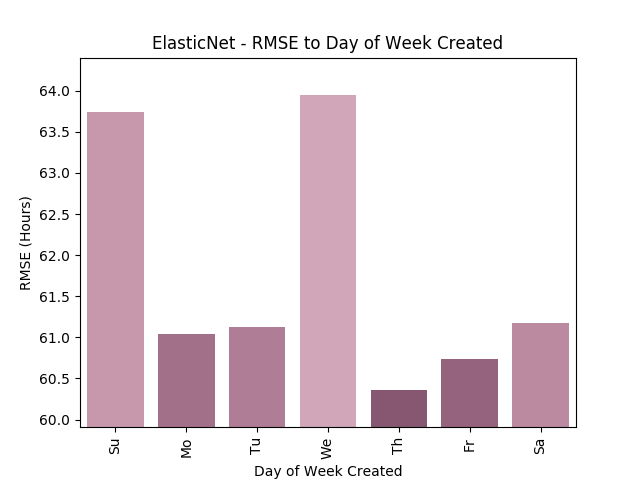 ElasticNet - RMSE to Day of Week Created
RMSE (Hours)
64.0
63.5
63.0
62.5
62.0
61.5
61.0
60.5
60.0
Su
Mo
Tu
We
Th
Fr
Sa
Day of Week Created